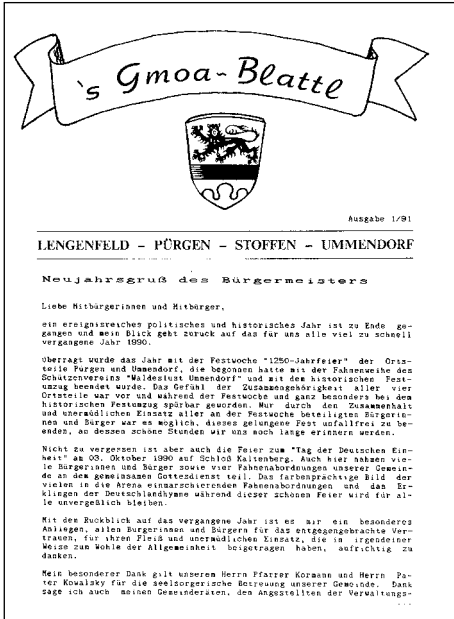 's Gmoa-Blattl
Ausgabe 1/91
LENGENFELD - PÜRGEN - STOFFEN - UMMENDORF
Neujahrsgruß des Bürgermeisters
Liebe Mitbürgerinnen und Mitbürger,
ein ereignisreiches politisches und historisches Jahr ist zu Ende ge-
gangen und mein Blick geht zurück auf das für uns alle viel zu schnell
vergangene Jahr 1990.
Überragt wurde das Jahr mit der Festwoche "1250-Jahrfeier" der Orts-
teile Pürgen und Ummendorf, die begonnen hatte mit der Fahnenweihe des
Schützenvereins "Waldeslust Ummendorf" und mit dem historischen Fest-
umzug beendet wurde. Das Gefühl der Zusammengehörigkeit aller vier
Ortsteile war vor und während der Festwoche und ganz besonders bei dem
historischen Festumzug spürbar geworden. Nur durch den Zusammenhalt
und unermüdlichen Einsatz aller an der Festwoche beteiligten Bürgerin-
nen und Bürger war es möglich, dieses gelungene Fest unfallfrei zu be-
enden, an dessen schöne Stunden wir uns noch lange erinnern werden.
Nicht zu vergessen ist aber auch die Feier zum "Tag der Deutschen Ein-
heit" am 03. Oktober 1990 auf Schloß Kaltenberg. Auch hier nahmen vie-
le Bürgerinnen und Bürger sowie vier Fahnenabordnungen unserer Gemein-
de an dem gemeinsamen Gottesdienst teil. Das farbenprächtige Bild der
vielen in die Arena einmarschierenden Fahnenabordnungen und das Er-
klingen der Deutschlandhymne während dieser schönen Feier wird für al-
le unvergeßlich bleiben.
Mit dem Rückblick auf das vergangene Jahr ist es mir ein besonderes
Anliegen, allen Bürgerinnen und Bürgern für das entgegengebrachte Ver-
trauen, für ihren Fleiß und unermüdlichen Einsatz, die in irgendeiner
Weise zum Wohle der Allgemeinheit beigetragen haben, aufrichtig zu
danken.
Mein besonderer Dank gilt unserem Herrn Pfarrer Kormann und Herrn Pa-
ter Kowalsky für die seelsorgerische Betreuung unserer Gemeinde. Dank
sage ich auch meinen Gemeinderäten, den Angestellten der Verwaltungs-
...